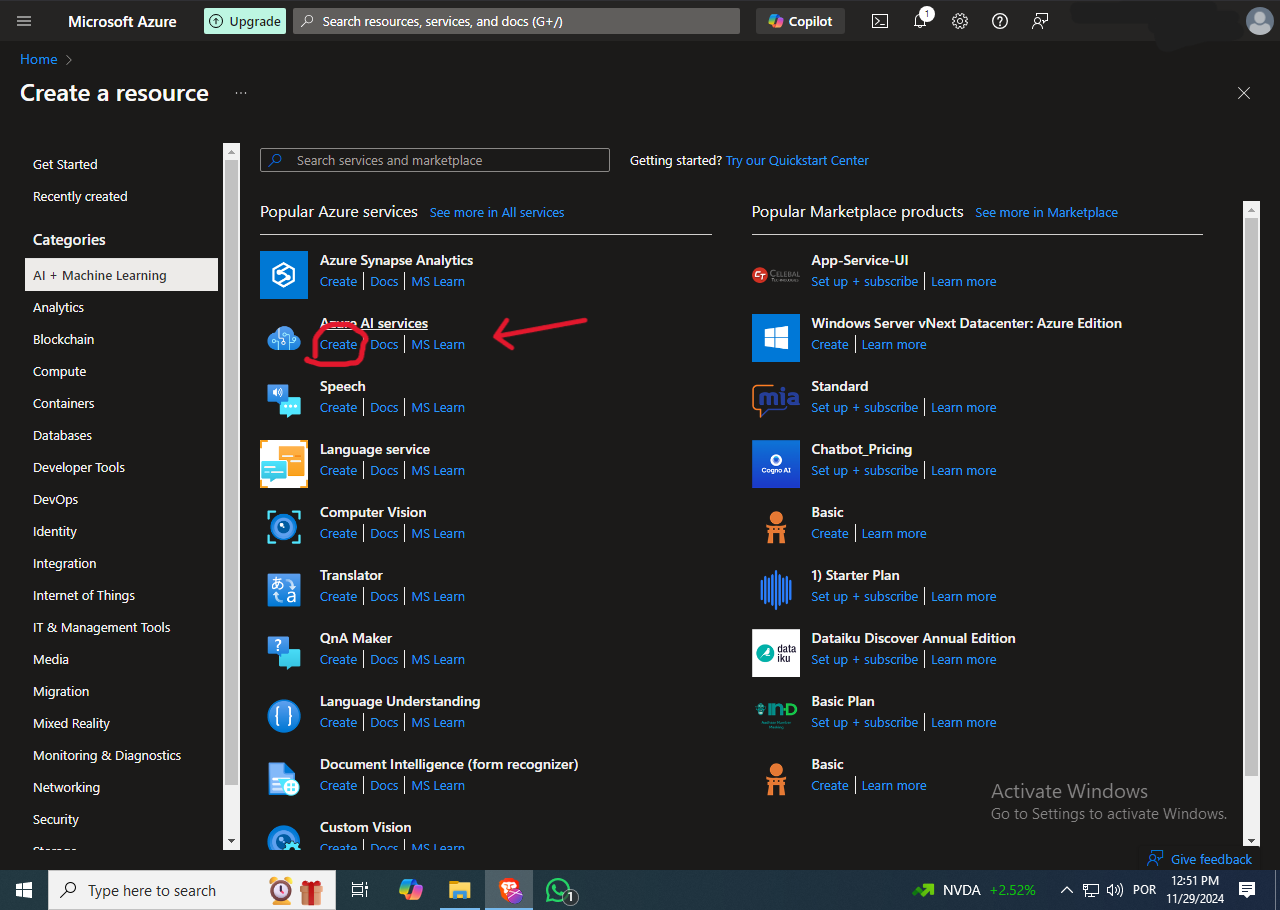 Microsoft Azure
Upgrade
Search resources, services, and docs (G+/)
Copilot
1
Home
Create a resource
Get Started
Recently created
Categories
AI + Machine Learning
Analytics
Blockchain
Compute
Containers
Databases
Developer Tools
DevOps
Identity
Integration
Internet of Things
IT & Management Tools
Media
Migration
Mixed Reality
Monitoring & Diagnostics
Networking
Security
Storage
Search services and marketplace
Getting started? Try our Quickstart Center
Popular Azure services See more in All services
Azure Synapse Analytics
Create Docs MS Learn
Azure AI services
Create Docs MS Learn
Speech
Create Docs MS Learn
Language service
Create Docs MS Learn
Computer Vision
Create Docs MS Learn
Translator
Create Docs MS Learn
QnA Maker
Create Docs MS Learn
Language Understanding
Create Docs MS Learn
Document Intelligence (form recognizer)
Create Docs MS Learn
Custom Vision
Create Docs MS Learn
Popular Marketplace products See more in Marketplace
CELEBAL
App-Service-UI
Set up + subscribe Learn more
Windows Server vNext Datacenter: Azure Edition
Create Learn more
mia
Standard
Set up + subscribe Learn more
Cogno AI
Chatbot_Pricing
Set up + subscribe Learn more
Basic
Create Learn more
1) Starter Plan
Set up + subscribe Learn more
data
iku
Dataiku Discover Annual Edition
Set up + subscribe Learn more
Basic Plan
Set up + subscribe Learn more
Basic
Create Learn more
Activate Windows
Go to Settings to activate Windows.
Give feedback
Type here to search
1
NVDA +2.52%
POR
12:51 PM
11/29/2024